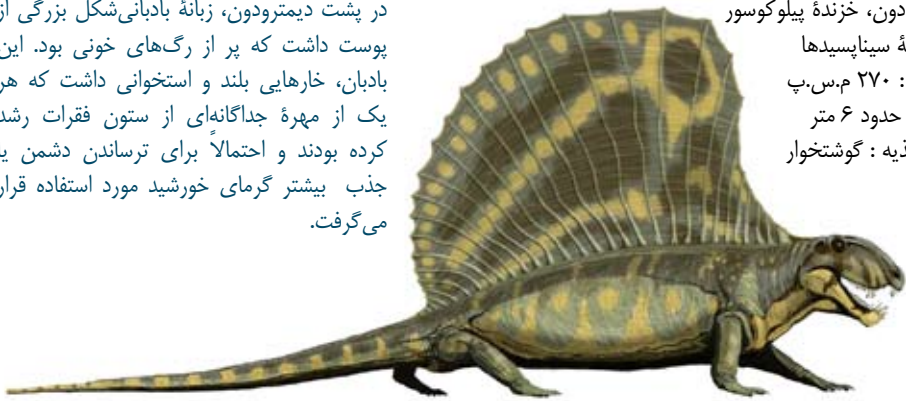 دون، خزندهٔ پیلوکوسور
ۀ سیناپسیدها
: ۲۷۰ م.س.پ
حدود ۶ متر
ذیه : گوشتخوار
در پشت دیمترودون، زبانهٔ بادبانی‌شکل بزرگی از
پوست داشت که پر از رگ‌های خونی بود. این
بادبان، خارهایی بلند و استخوانی داشت که هر
یک از مهرهٔ جداگانه‌ای از ستون فقرات رشد
کرده بودند و احتمالاً برای ترساندن دشمن ی
جذب بیشتر گرمای خورشید مورد استفاده قرار
می‌گرفت.